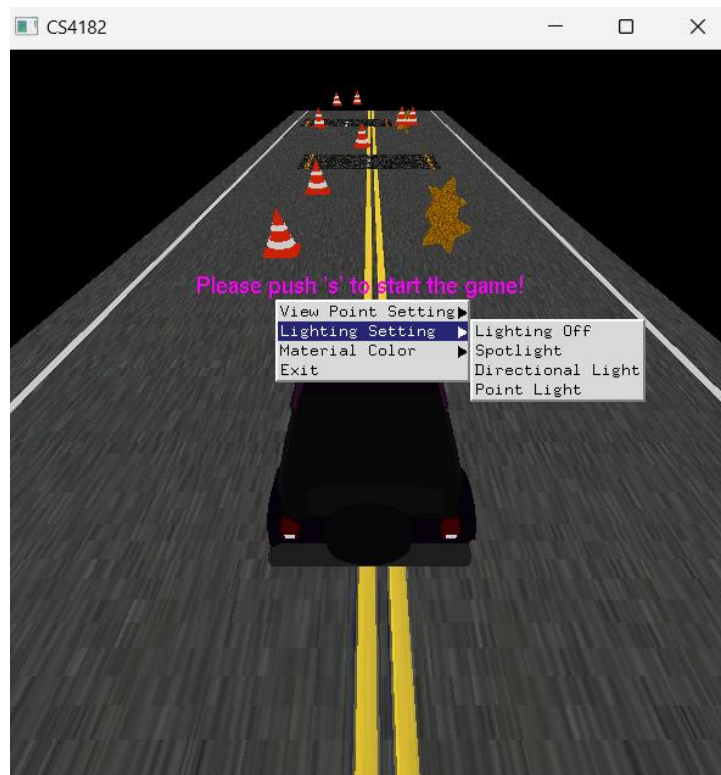 CS4182
Please push 's' to start the game!
View Point Setting
Lighting Setting
Material Color
Exit
Lighting Off
Spotlight
Directional Light
Point Light